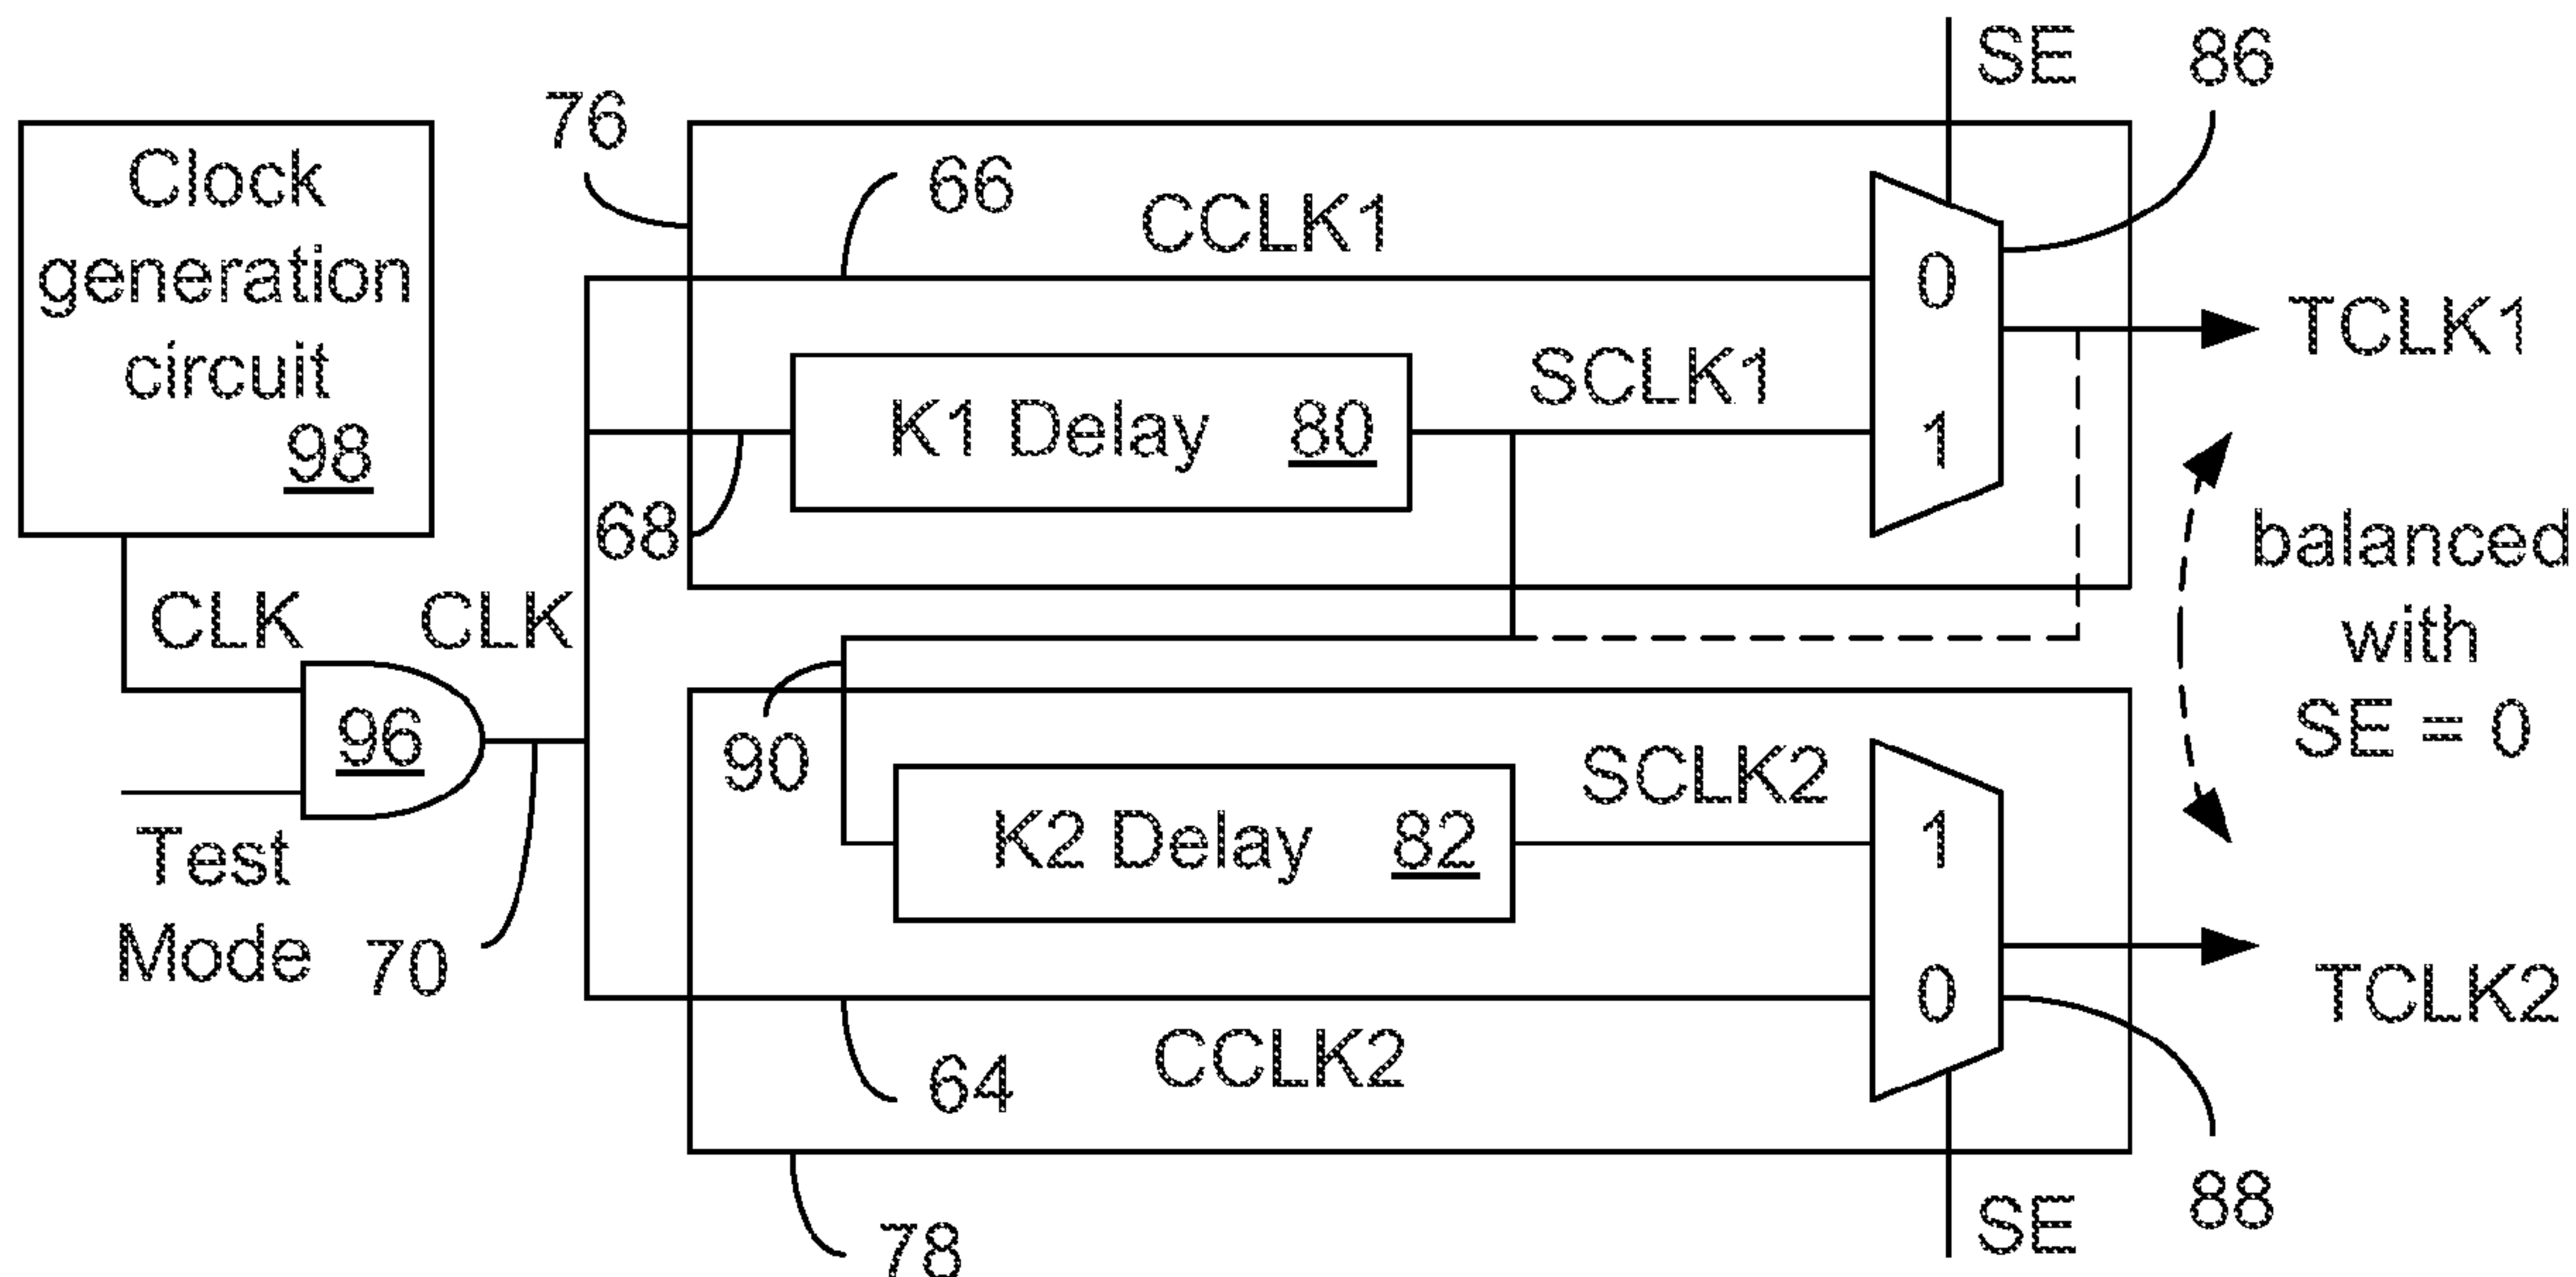 SE
86
76
Clock
generation
circuit
98
66
CCLK1
0
TCLK1
SCLK1
K1 Delay 80
1
68
balanced
with
SE = 0
CLK
CLK
96
90
SCLK2
K2 Delay 82
1
Test
Mode
70
0
TCLK2
64
CCLK2
88
SE
78